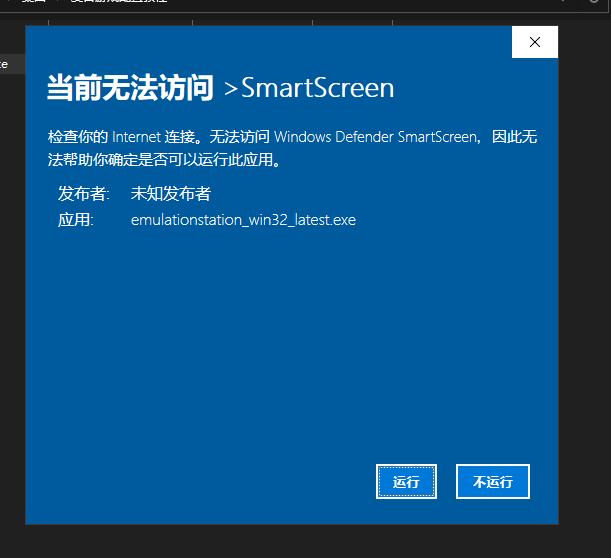 当前无法访问 >SmartScreen
检查你的 Internet 连接。无法访问 Windows Defender SmartScreen，因此无
法帮助你确定是否可以运行此应用。
发布者: 未知发布者
应用: emulationstation_win32_latest.exe
运行 不运行